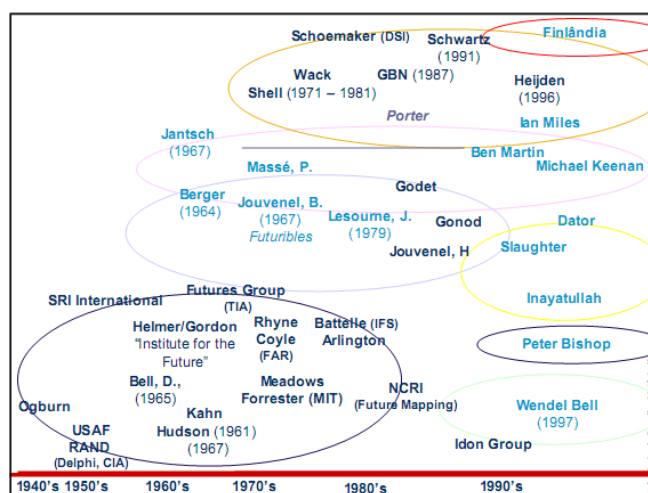 Schoemaker (DSI)
Schwartz
(1991)
Finlândia
Wack
Shell (1971 – 1981)
GBN (1987)
Heijden
(1996)
Porter
Ian Miles
Jantsch
(1967)
Ben Martin
Massé, P.
Michael Keenan
Godet
Berger
(1964)
Jouvenel, B.
(1967)
Futuribles
Lesourne, J.
(1979)
Gonod
Dator
Slaughter
Jouvenel, H
Inayatullah
SRI International
Futures Group
(TIA)
Helmer/Gordon
"Institute for the
Future"
Rhyne
Coyle
(FAR)
Battelle (IFS)
Arlington
Peter Bishop
Bell, D.,
(1965)
Meadows
Forrester (MIT)
NCRI
(Future Mapping)
Ogburn
Kahn
Hudson (1961)
(1967)
Wendel Bell
(1997)
USAF
RAND
(Delphi, CIA)
Idon Group
1940's 1950's 1960's 1970's 1980's 1990's